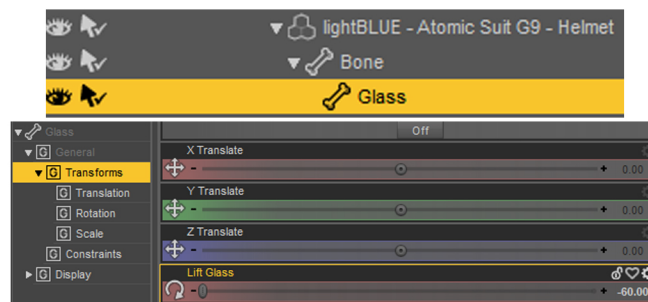 lightBLUE - Atomic Suit G9 - Helmet
Bone
Glass
Glass
Off
G General
X Translate
G Transforms
- + 0.00
G Translation
Y Translate
G Rotation
- + 0.00
G Scale
Z Translate
G Constraints
- + 0.00
G Display
Lift Glass
- + -60.00